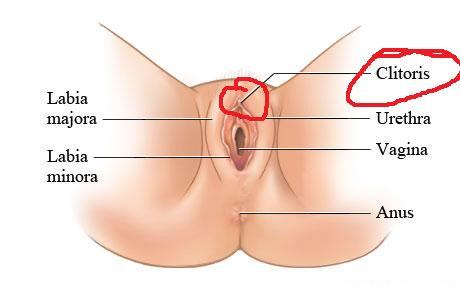 Clitoris
Labia
majora
Urethra
Vagina
Labia
minora
Anus